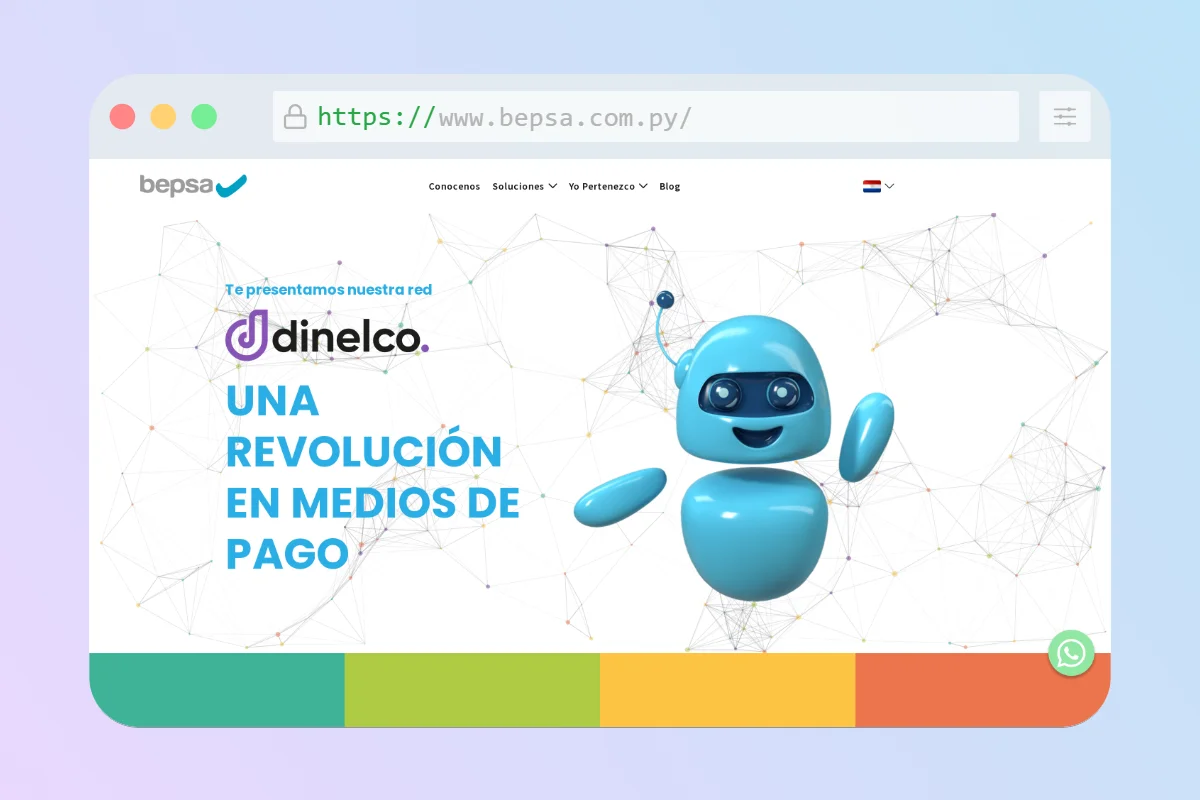 https://www.bepsa.com.py/
bepsa
Conocenos Soluciones Yo Pertenezco Blog
Te presentamos nuestra red
dinelco.
UNA
REVOLUCIÓN
EN MEDIOS DE
PAGO